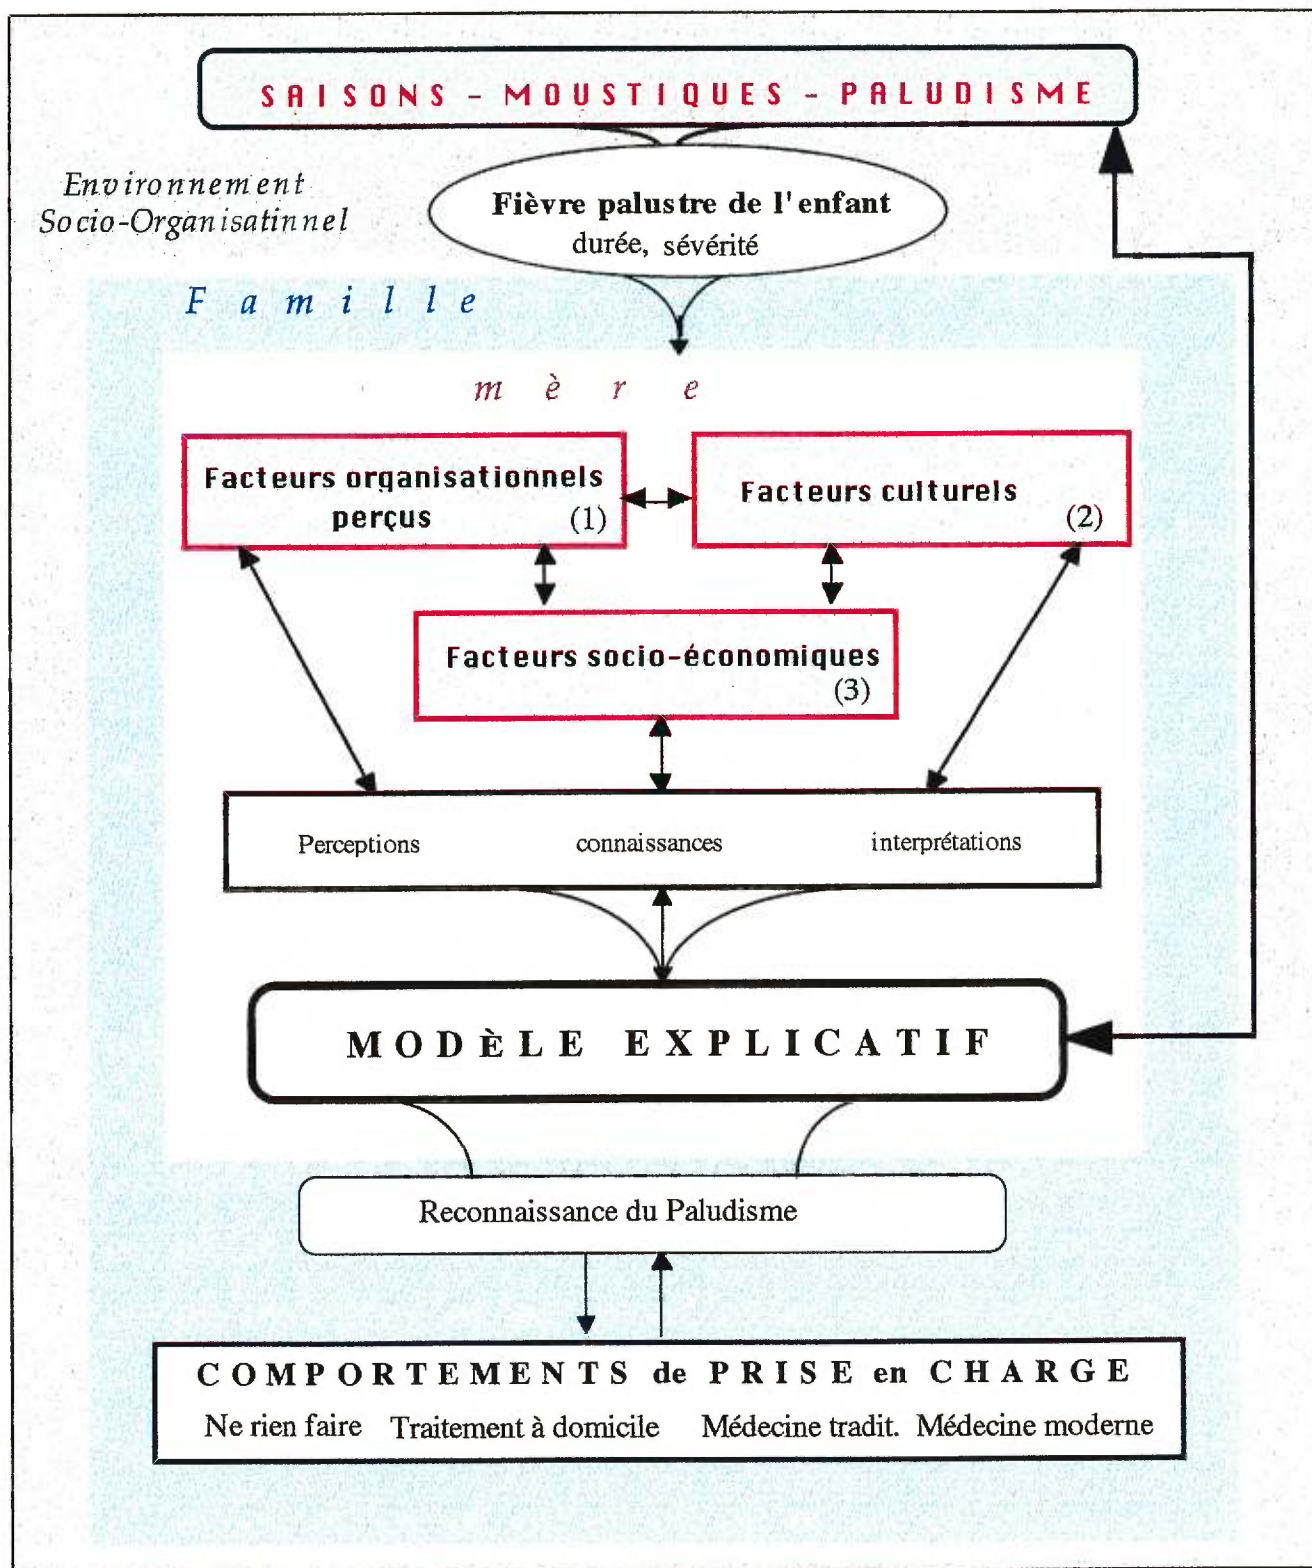 SAISONS - MOUSTIQUES - PALUDISME
Environnement
Socio-Organisatinnel
Fièvre palustre de l'enfant
durée, sévérité
Famille
mère
Facteurs organisationnels
perçus (1)
Facteurs culturels
(2)
Facteurs socio-économiques
(3)
Perceptions connaissances interprétations
MODÈLE EXPLICATIF
Reconnaissance du Paludisme
COMPORTEMENTS de PRISE en CHARGE
Ne rien faire Traitement à domicile Médecine tradit. Médecine moderne